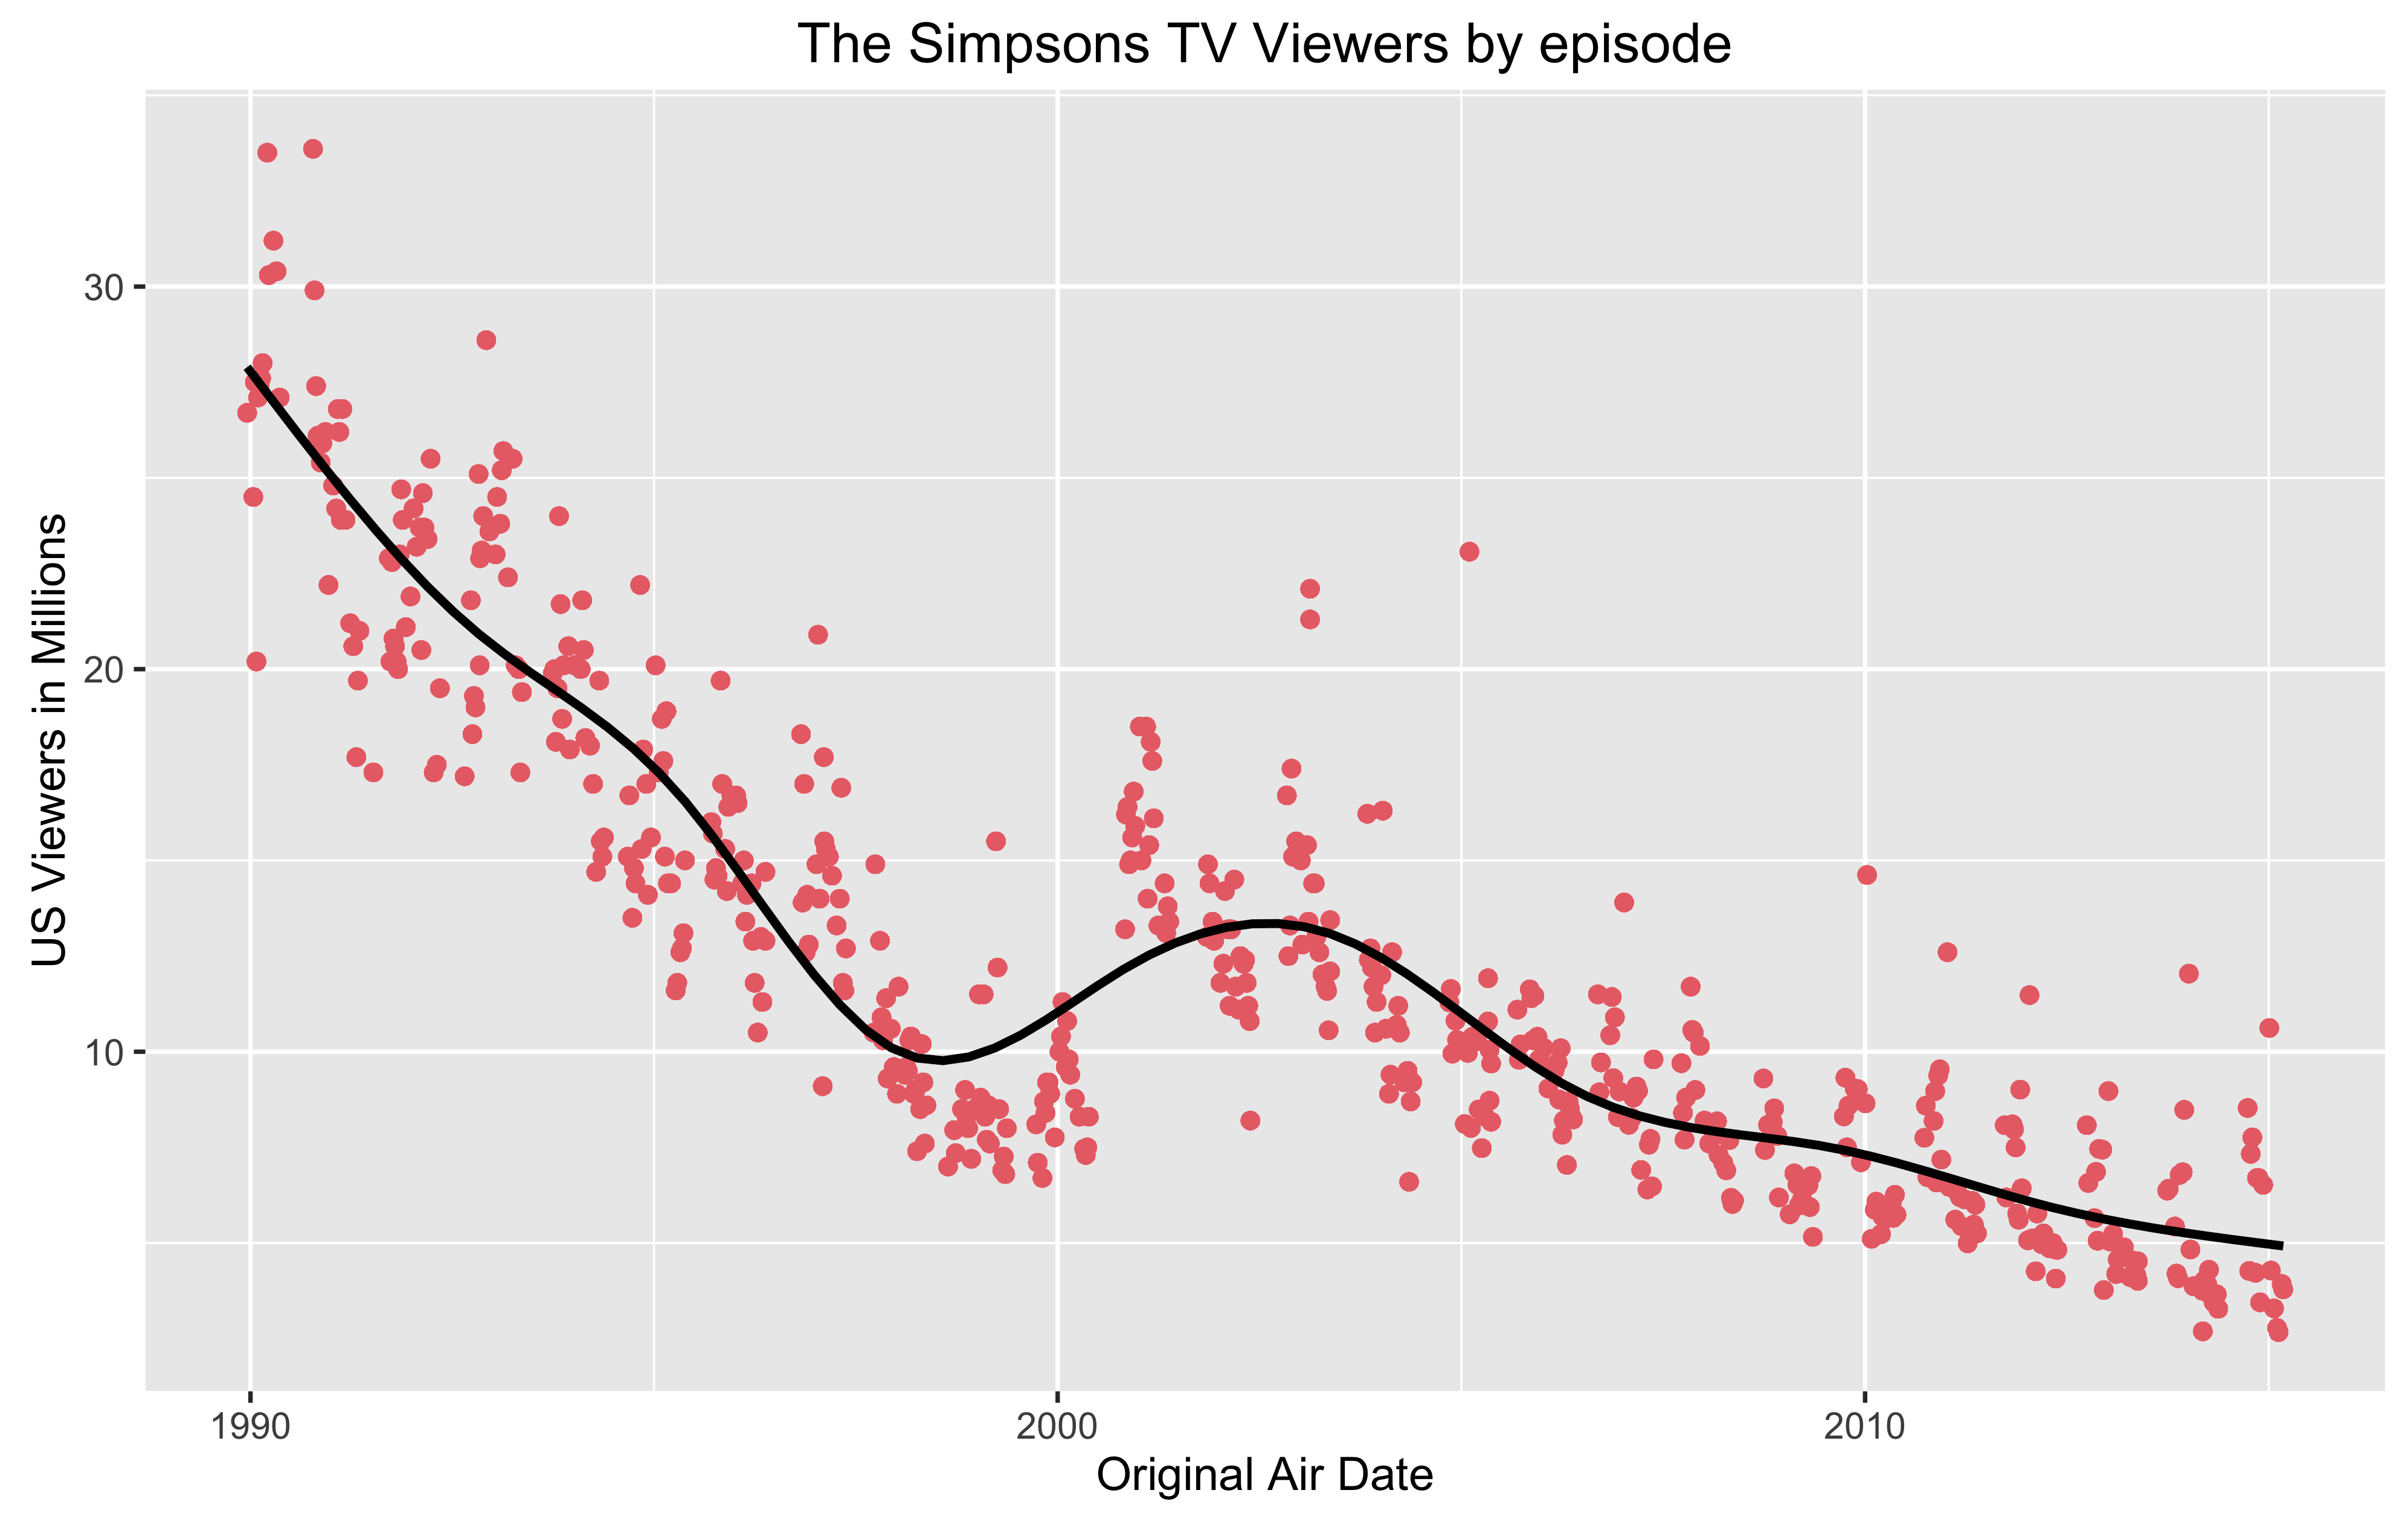 The Simpsons TV Viewers by episode
US Viewers in Millions
30
20
10
1990
2000
2010
Original Air Date